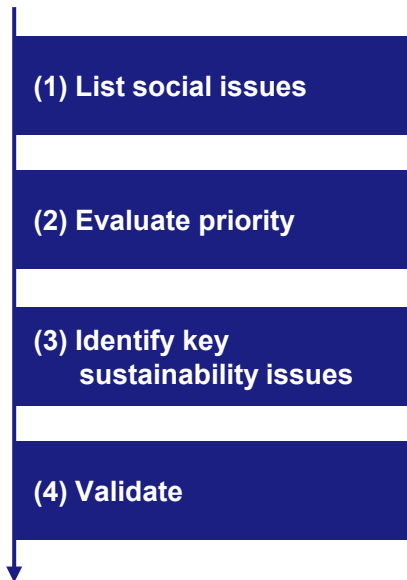 (1) List social issues
(2) Evaluate priority
(3) Identify key
sustainability issues
(4) Validate